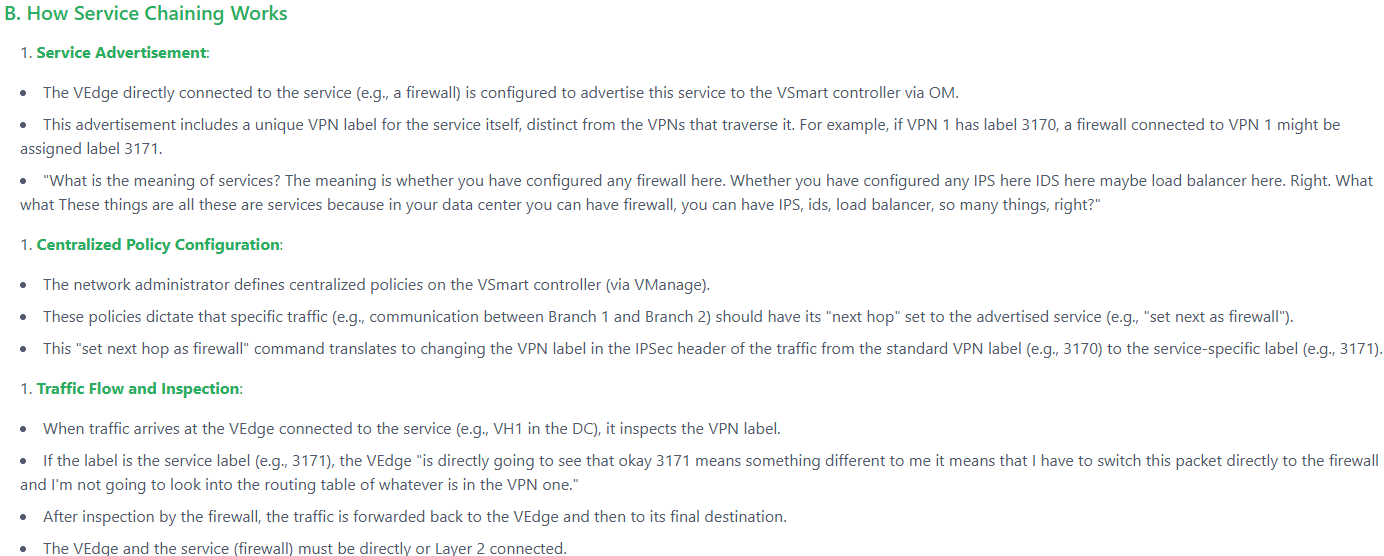 B. How Service Chaining Works
1. Service Advertisement:
• The VEdge directly connected to the service (e.g., a firewall) is configured to advertise this service to the VSmart controller via OM.
• This advertisement includes a unique VPN label for the service itself, distinct from the VPNs that traverse it. For example, if VPN 1 has label 3170, a firewall connected to VPN 1 might be
assigned label 3171.
• "What is the meaning of services? The meaning is whether you have configured any firewall here. Whether you have configured any IPS here IDS here maybe load balancer here. Right. What
what These things are all these are services because in your data center you can have firewall, you can have IPS, ids, load balancer, so many things, right?"
1. Centralized Policy Configuration:
• The network administrator defines centralized policies on the VSmart controller (via VManage).
• These policies dictate that specific traffic (e.g., communication between Branch 1 and Branch 2) should have its "next hop" set to the advertised service (e.g., "set next as firewall").
• This "set next hop as firewall" command translates to changing the VPN label in the IPSec header of the traffic from the standard VPN label (e.g., 3170) to the service-specific label (e.g., 3171).
1. Traffic Flow and Inspection:
• When traffic arrives at the VEdge connected to the service (e.g., VH1 in the DC), it inspects the VPN label.
• If the label is the service label (e.g., 3171), the VEdge "is directly going to see that okay 3171 means something different to me it means that I have to switch this packet directly to the firewall
and I'm not going to look into the routing table of whatever is in the VPN one."
• After inspection by the firewall, the traffic is forwarded back to the VEdge and then to its final destination.
• The VEdge and the service (firewall) must be directly or Layer 2 connected.